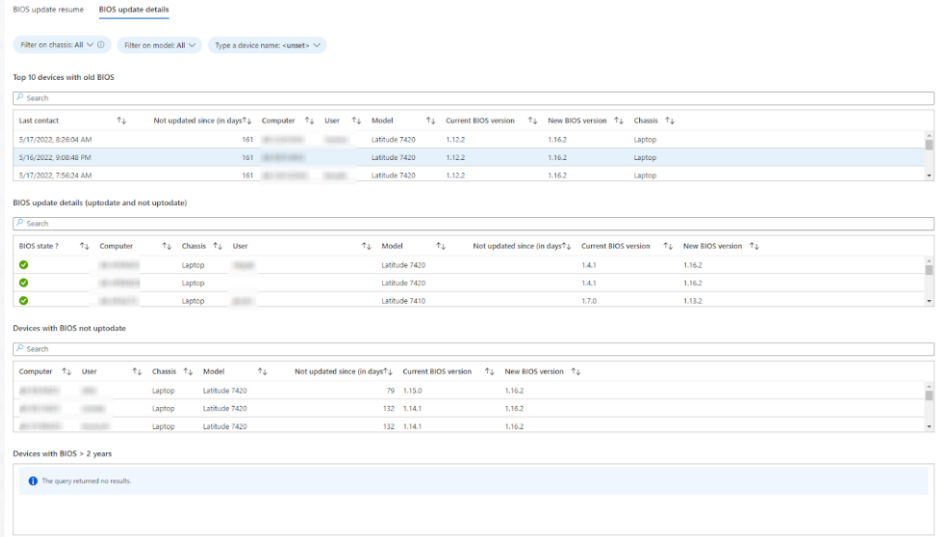 BIOS update resume BIOS update details
Filter on chassis: All Filter on model: All Type a device name: <unset>
Top 10 devices with old BIOS
Search
Last contact Not updated since (in days Computer User Model Current BIOS version New BIOS version Chassis
5/17/2022, 8:26:04 AM 161 Latitude 7420 1.12.2 1.16.2 Laptop
5/16/2022, 9:08:48 PM 161 Latitude 7420 1.12.2 1.16.2 Laptop
5/17/2022, 7:56:24 AM 161 Latitude 7420 1.12.2 1.16.2 Laptop
BIOS update details (uptodate and not uptodate)
Search
BIOS state ? Computer Chassis User Model Not updated since (in days Current BIOS version New BIOS version
Laptop Latitude 7420 1.4.1 1.16.2
Laptop Latitude 7420 1.4.1 1.16.2
Laptop Latitude 7410 1.7.0 1.13.2
Devices with BIOS not uptodate
Search
Computer User Chassis Model Not updated since (in days Current BIOS version New BIOS version
Laptop Latitude 7420 79 1.15.0 1.16.2
Laptop Latitude 7420 132 1.14.1 1.16.2
Laptop Latitude 7420 132 1.14.1 1.16.2
Devices with BIOS > 2 years
The query returned no results.